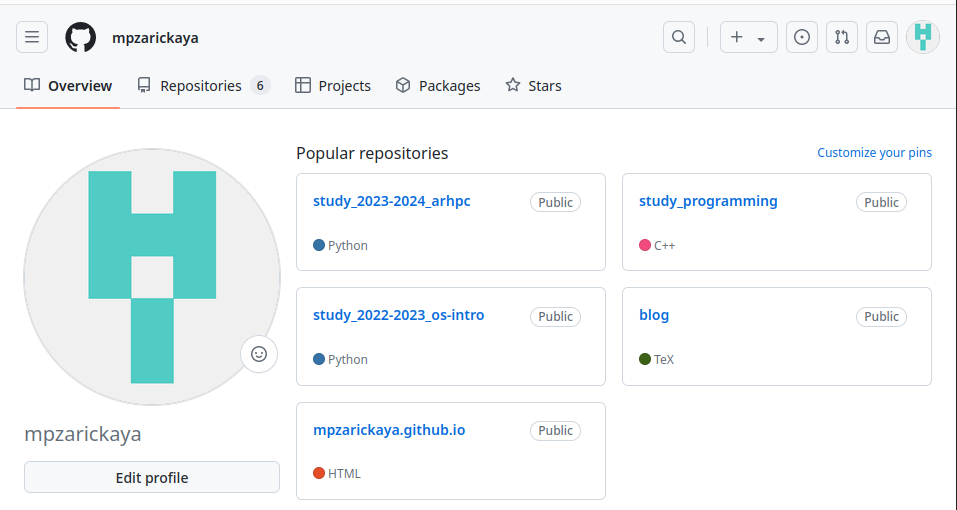 mpzarickaya
Overview
Repositories 6
Projects
Packages
Stars
Popular repositories
Customize your pins
study_2023-2024_arhpc Public
Python
study_programming Public
C++
study_2022-2023_os-intro Public
Python
blog Public
TeX
mpzarickaya.github.io Public
HTML
mpzarickaya
Edit profile